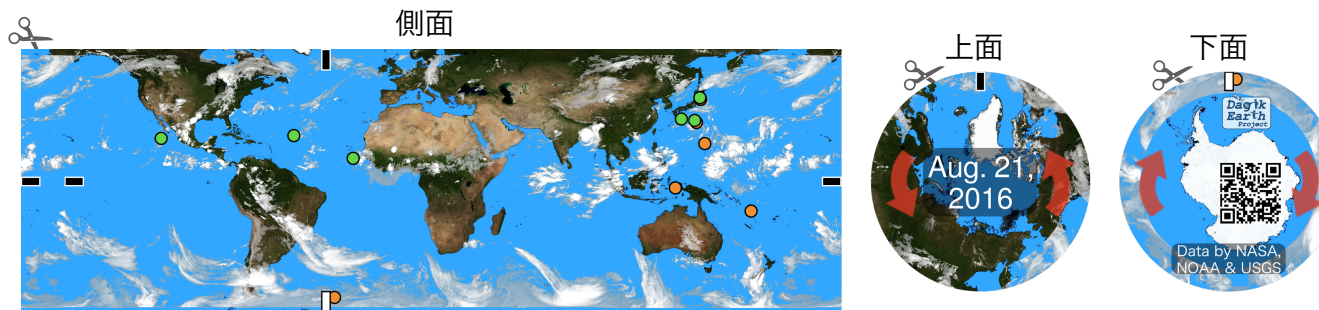 側面
上面
下面
Aug. 21,
2016
Dagik
Earth
Project
Data by NASA,
NOAA & USGS